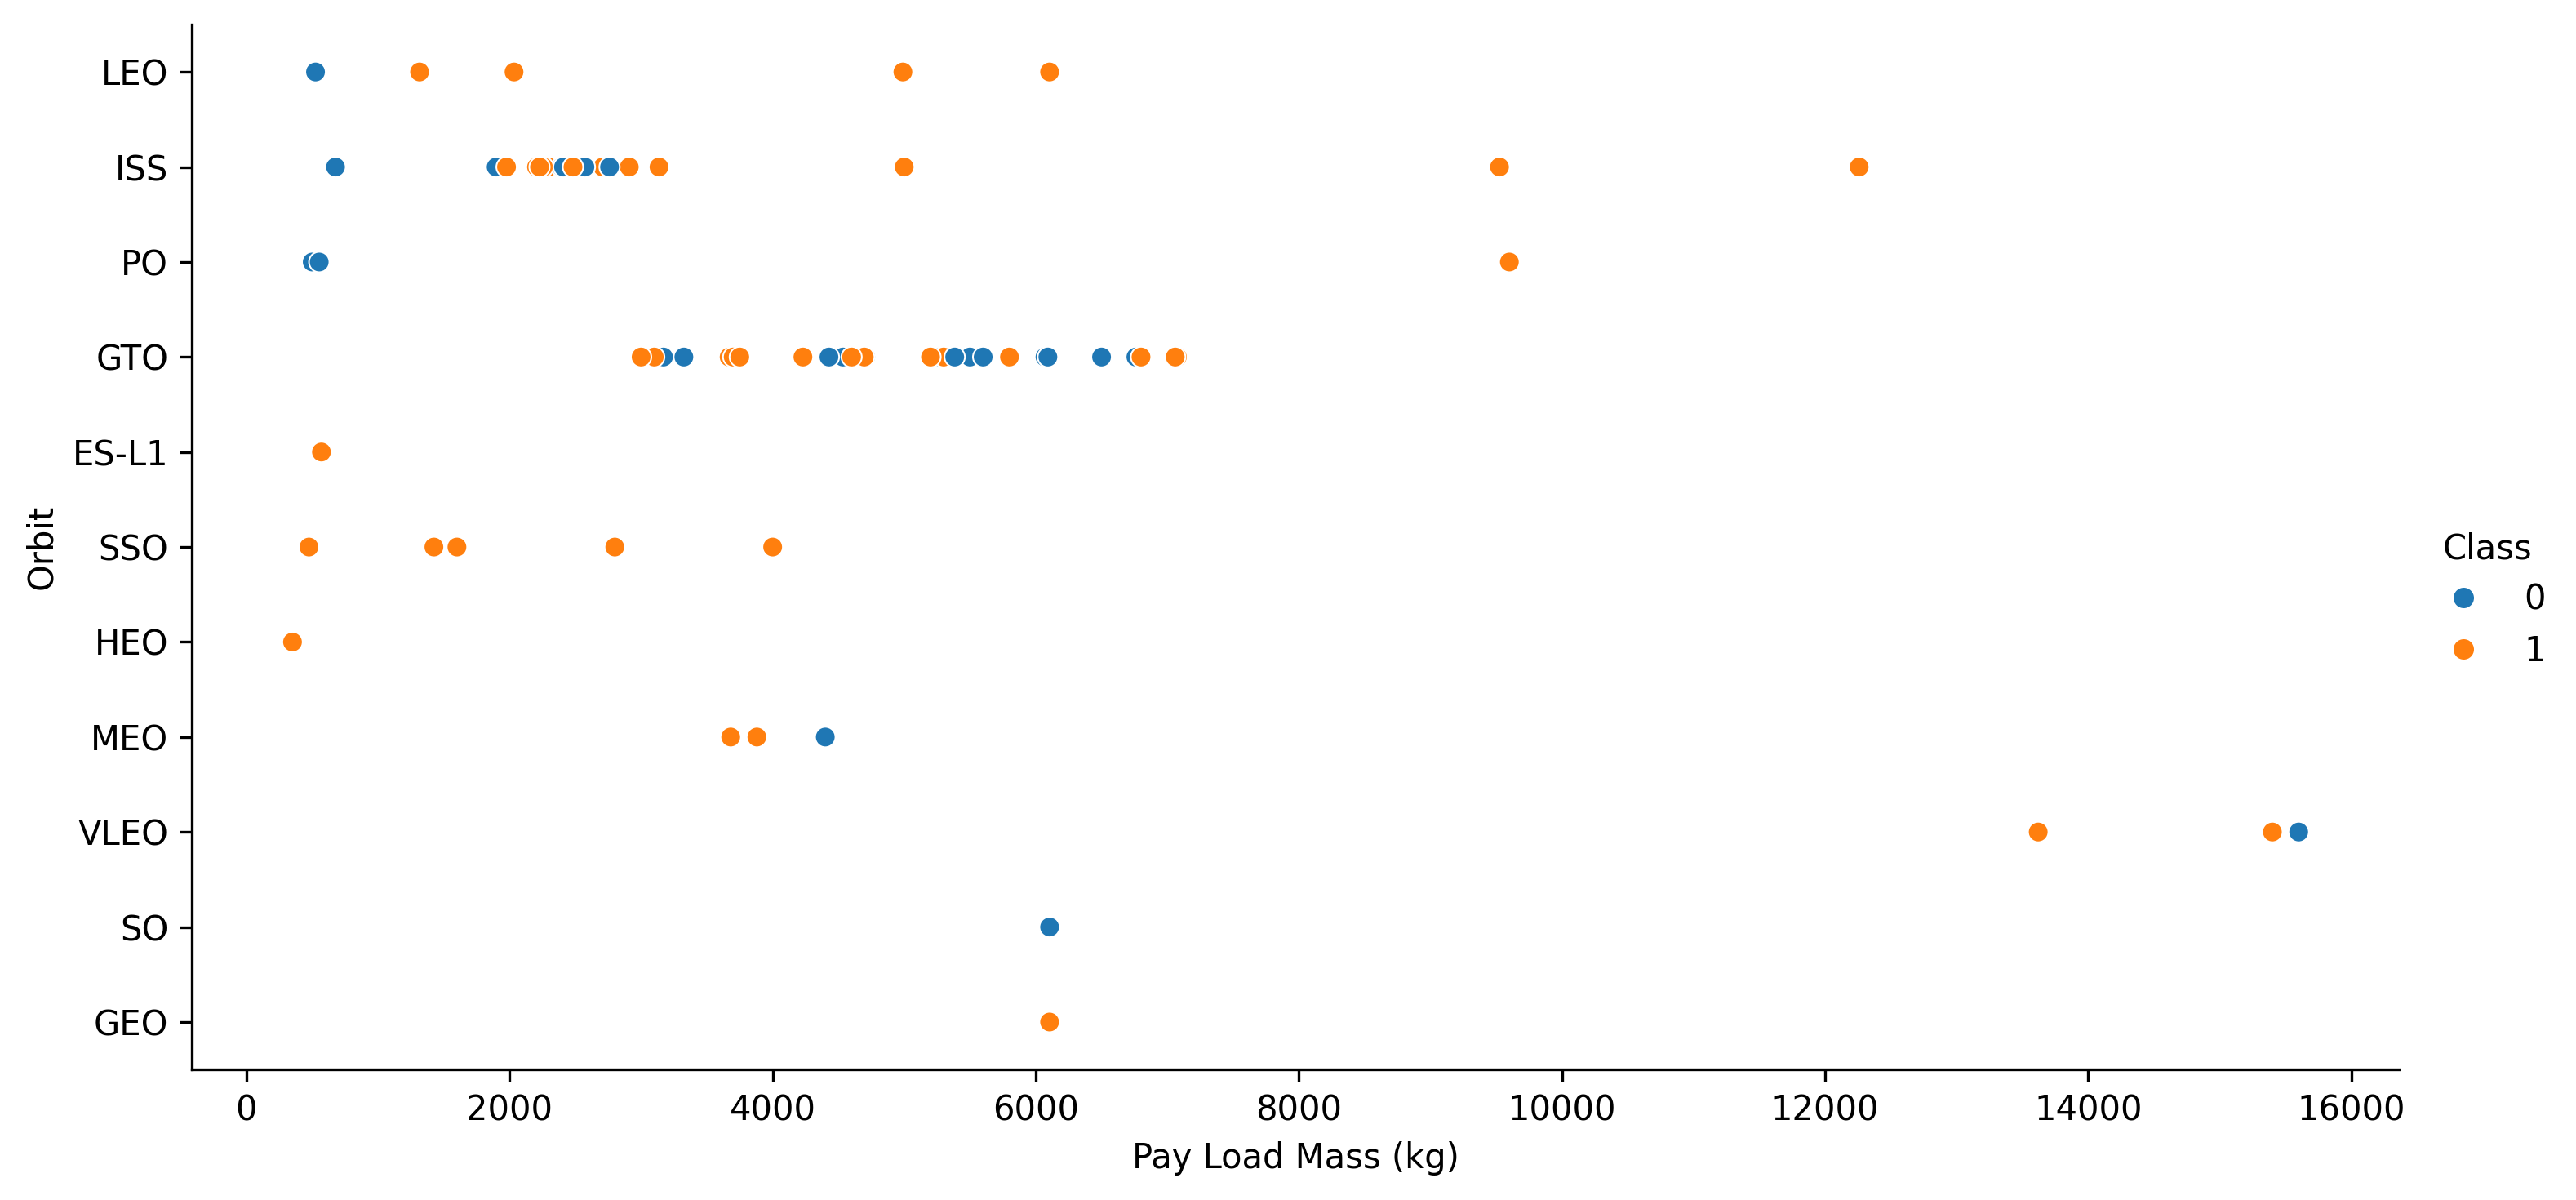 LEO
ISS
PO
GTO
ES-L1
SSO
HEO
MEO
VLEO
SO
GEO
Orbit
0 2000 4000 6000 8000 10000 12000 14000 16000
Pay Load Mass (kg)
Class
0
1